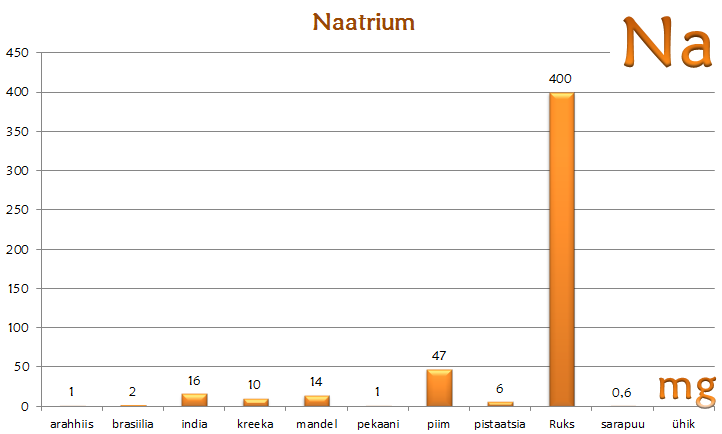 Naatrium
Na
450
400
350
300
250
200
150
100
50
0
1
2
16
10
14
1
47
6
400
0,6
mg
arahhiis
brasiilia
india
kreeka
mandel
pekaani
piim
pistaatsia
Ruks
sarapuu
ühik